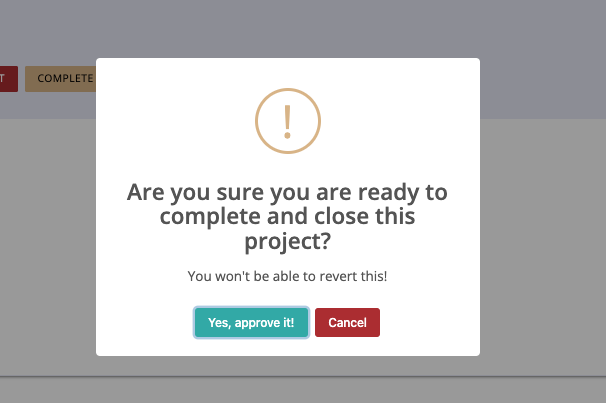 T COMPLETE
!
Are you sure you are ready to
complete and close this
project?
You won't be able to revert this!
Yes, approve it! Cancel